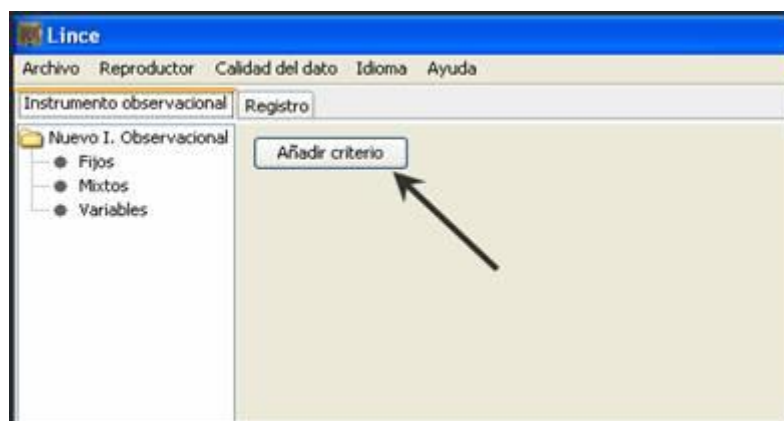 Lince
Archivo Reproductor Calidad del dato Idioma Ayuda
Instrumento observacional Registro
Nuevo I. Observacional
Añadir criterio
Fijos
Mixtos
Variables